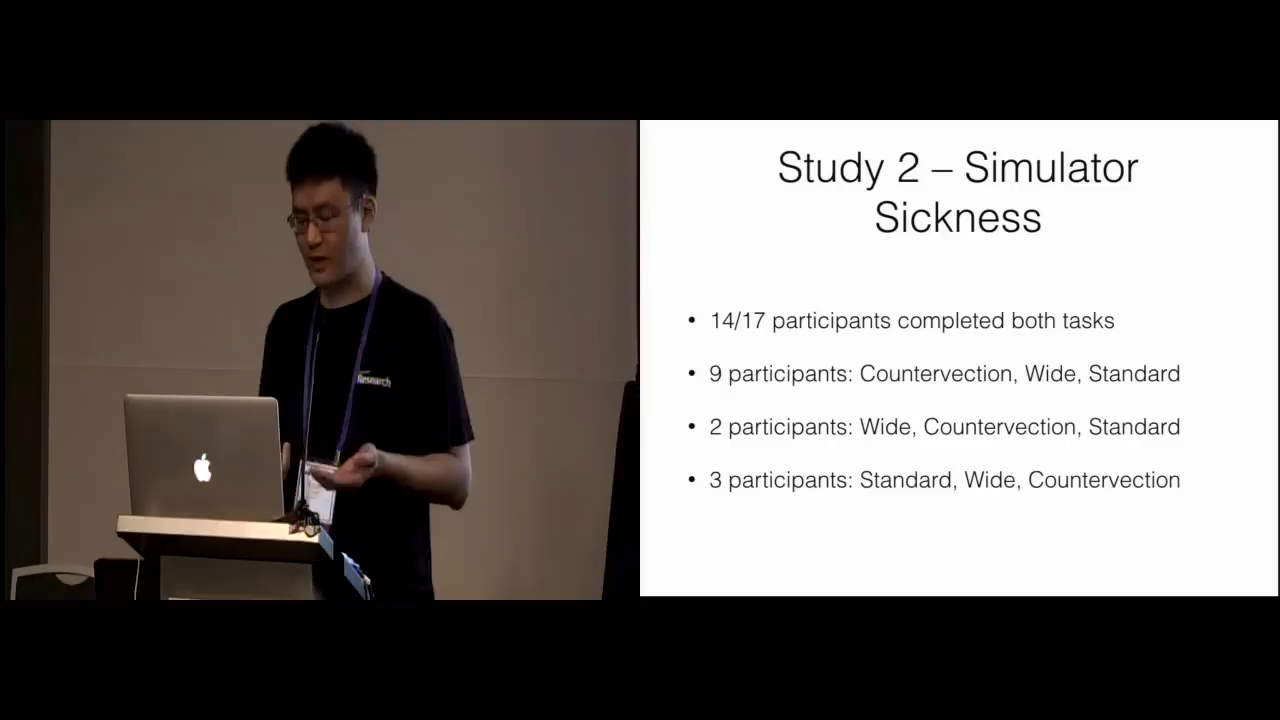 Research
Study 2 – Simulator
Sickness
• 14/17 participants completed both tasks
• 9 participants: Countervection, Wide, Standard
• 2 participants: Wide, Countervection, Standard
• 3 participants: Standard, Wide, Countervection